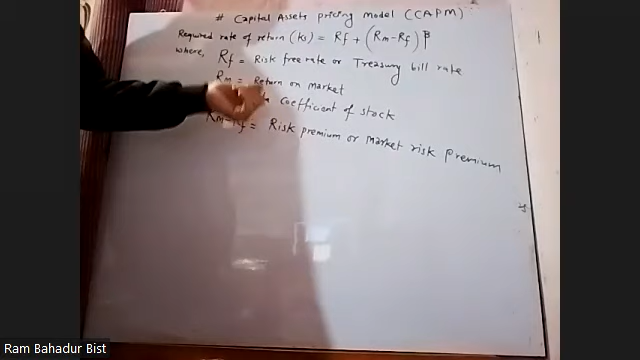 # Capital Assets pricing Model (CCAPM)
Required rate of return (ks) = Rf + (Rm-Rf) β
where,
Rf = Risk free rate or Treasury bill rate
Rm = Return on market
coefficient of stock
Rm-Rf = Risk premium or market risk premium
Ram Bahadur Bist